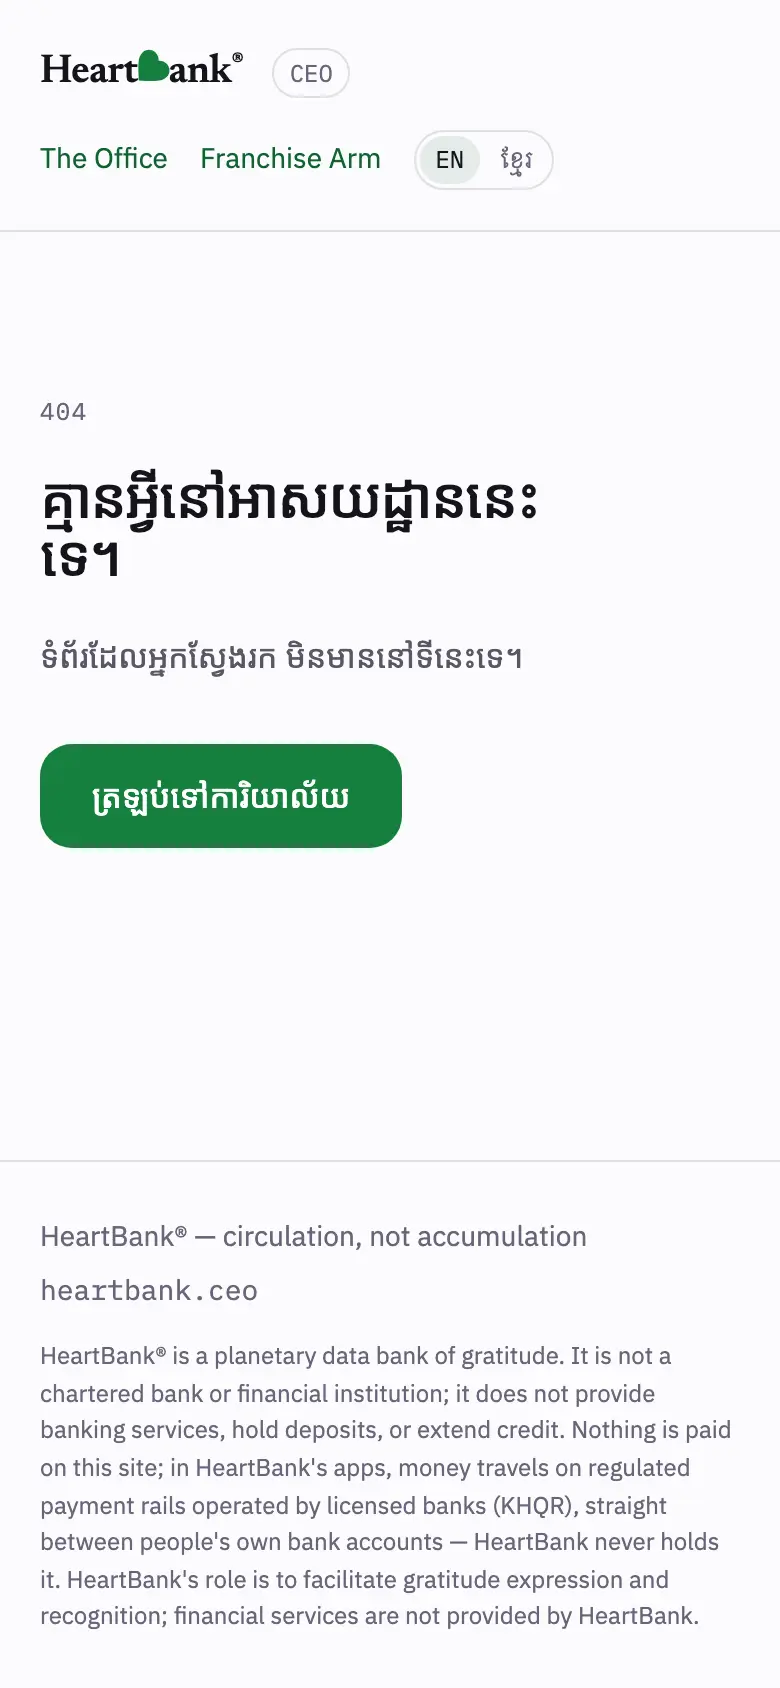 HeartBank® CEO
The Office Franchise Arm EN ខ្មែរ
404
គ្មានអ្វីនៅអាសយដ្ឋាននេះ
ទេ។
ទំព័រដែលអ្នកស្វែងរក មិនមាននៅទីនេះទេ។
ត្រឡប់ទៅការិយាល័យ
HeartBank® — circulation, not accumulation
heartbank.ceo
HeartBank® is a planetary data bank of gratitude. It is not a
chartered bank or financial institution; it does not provide
banking services, hold deposits, or extend credit. Nothing is paid
on this site; in HeartBank's apps, money travels on regulated
payment rails operated by licensed banks (KHQR), straight
between people's own bank accounts — HeartBank never holds
it. HeartBank's role is to facilitate gratitude expression and
recognition; financial services are not provided by HeartBank.